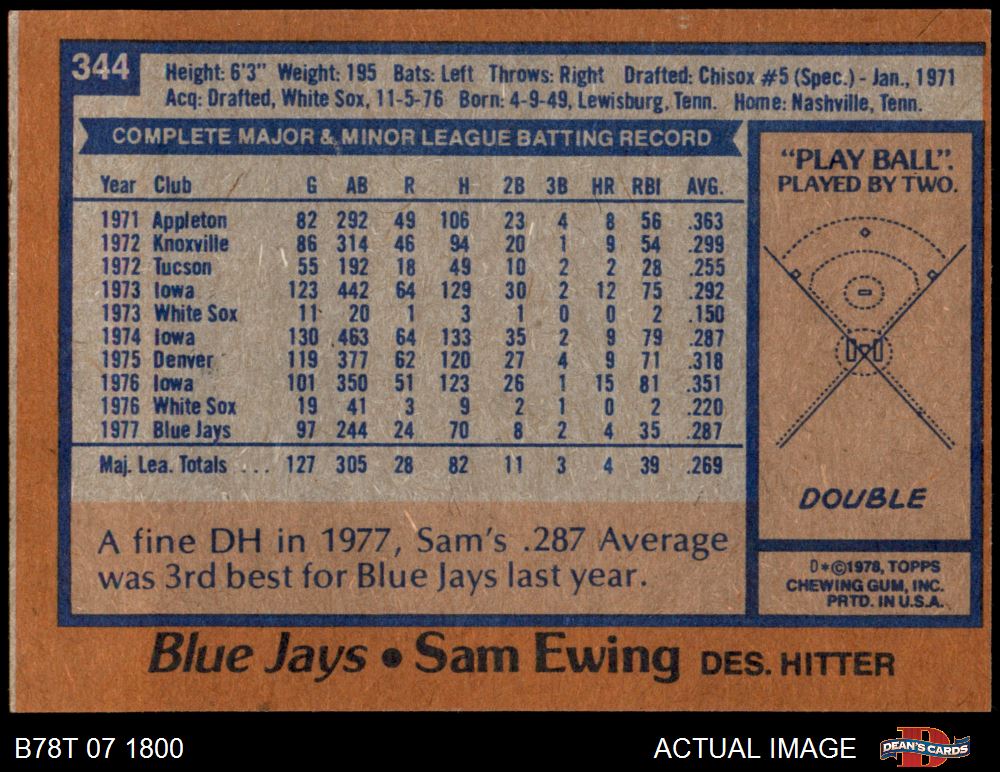 344
Height: 6'3" Weight: 195 Bats: Left Throws: Right Drafted: Chisox #5 (Spec.) - Jan., 1971
Acq: Drafted, White Sox, 11-5-76 Born: 4-9-49, Lewisburg, Tenn. Home: Nashville, Tenn.
COMPLETE MAJOR & MINOR LEAGUE BATTING RECORD
Year Club G AB R H 2B 3B HR RBI AVG.
1971 Appleton 82 292 49 106 23 4 8 56 .363
1972 Knoxville 86 314 46 94 20 1 9 54 .299
1972 Tucson 55 192 18 49 10 2 2 28 .255
1973 Iowa 123 442 64 129 30 2 12 75 .292
1973 White Sox 11 20 1 3 1 0 0 2 .150
1974 Iowa 130 463 64 133 35 2 9 79 .287
1975 Denver 119 377 62 120 27 4 9 71 .318
1976 Iowa 101 350 51 123 26 1 15 81 .351
1976 White Sox 19 41 3 9 2 1 0 2 .220
1977 Blue Jays 97 244 24 70 8 2 4 35 .287
Maj. Lea. Totals ... 127 305 28 82 11 3 4 39 .269
A fine DH in 1977, Sam's .287 Average
was 3rd best for Blue Jays last year.
"PLAY BALL".
PLAYED BY TWO.
DOUBLE
D*©1978, TOPPS
CHEWING GUM, INC.
PRTD. IN U.S.A.
Blue Jays • Sam Ewing DES. HITTER
B78T 07 1800
ACTUAL IMAGE
D
DEAN'S CARDS